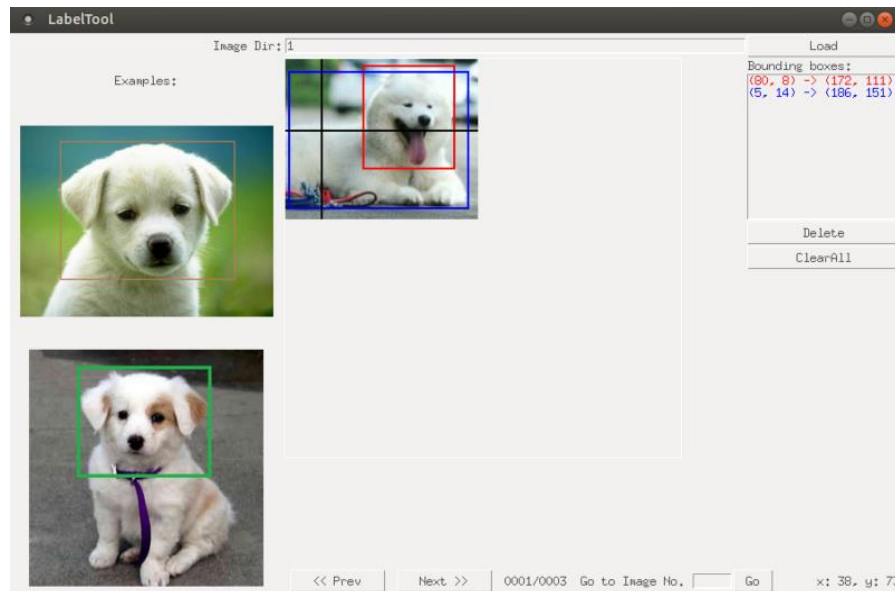 LabelTool
Image Dir: 1
Load
Examples:
Bounding boxes:
(80, 8) -> (172, 111)
(5, 14) -> (186, 151)
Delete
ClearAll
<< Prev
Next >>
0001/0003
Go to Image No.
Go
x: 38, y: